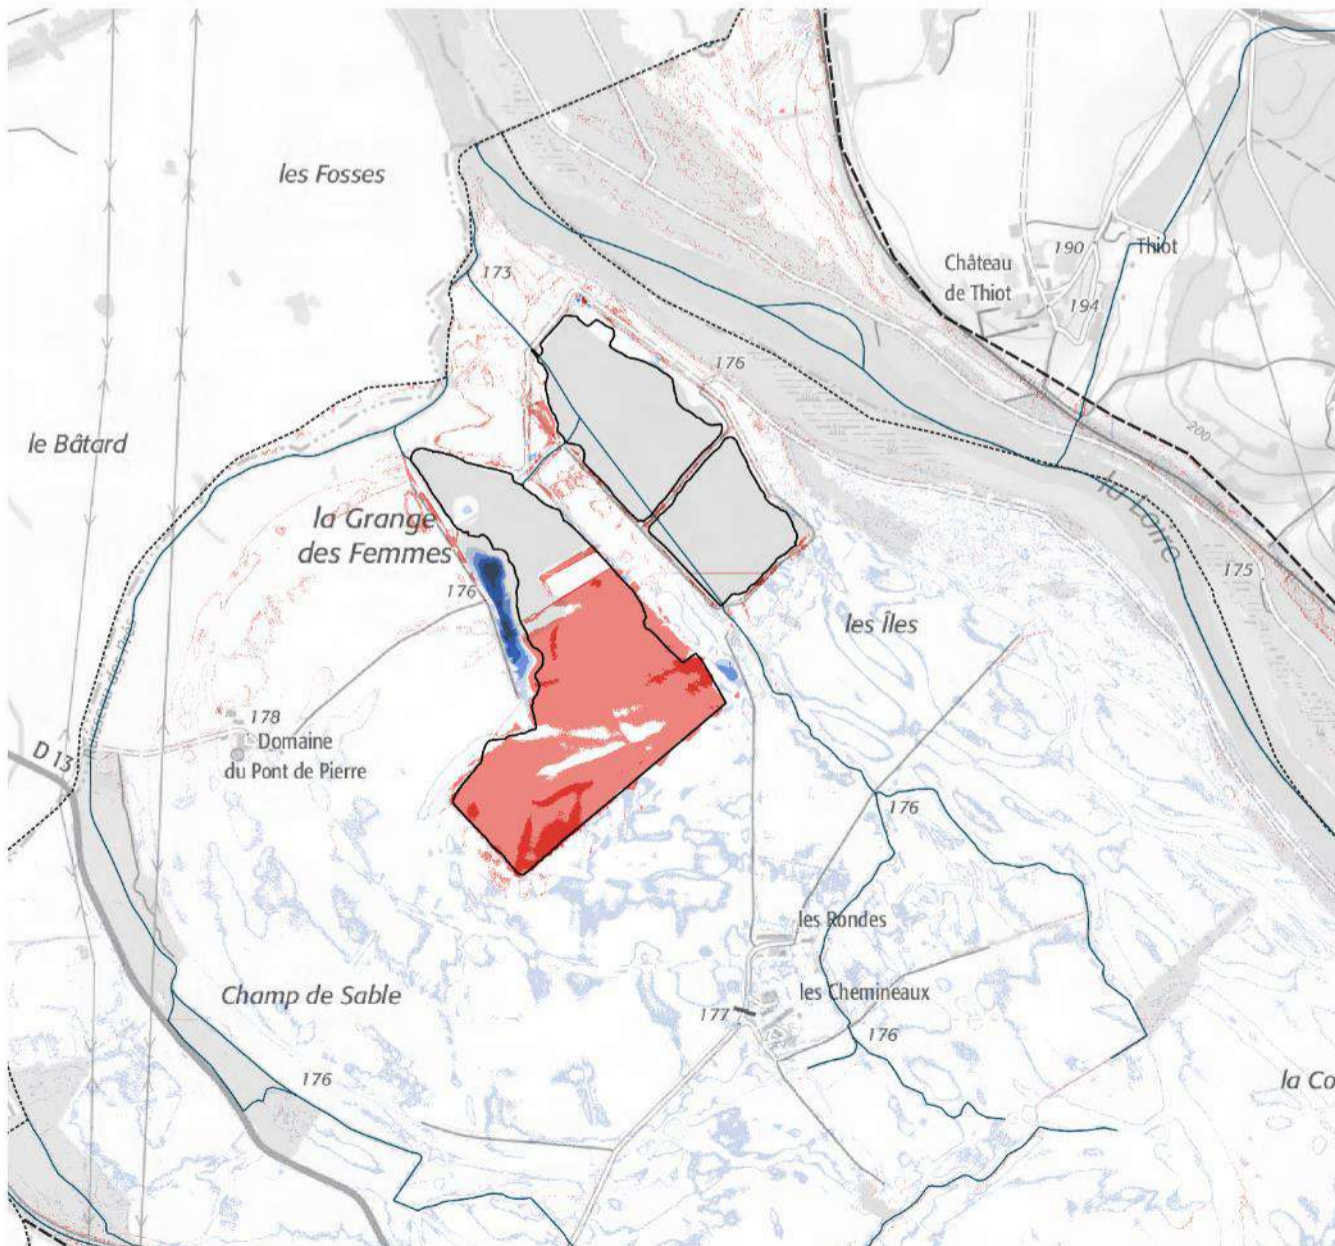 les Fosses
173
Château
de Thiot
190
Thiot
194
176
200
le Bâtard
la Grange
des Femmes
la Loire
175
176
les Îles
178
D 13
Domaine
du Pont de Pierre
176
les Rondes
Champ de Sable
les Chemineaux
177
176
176
la Co